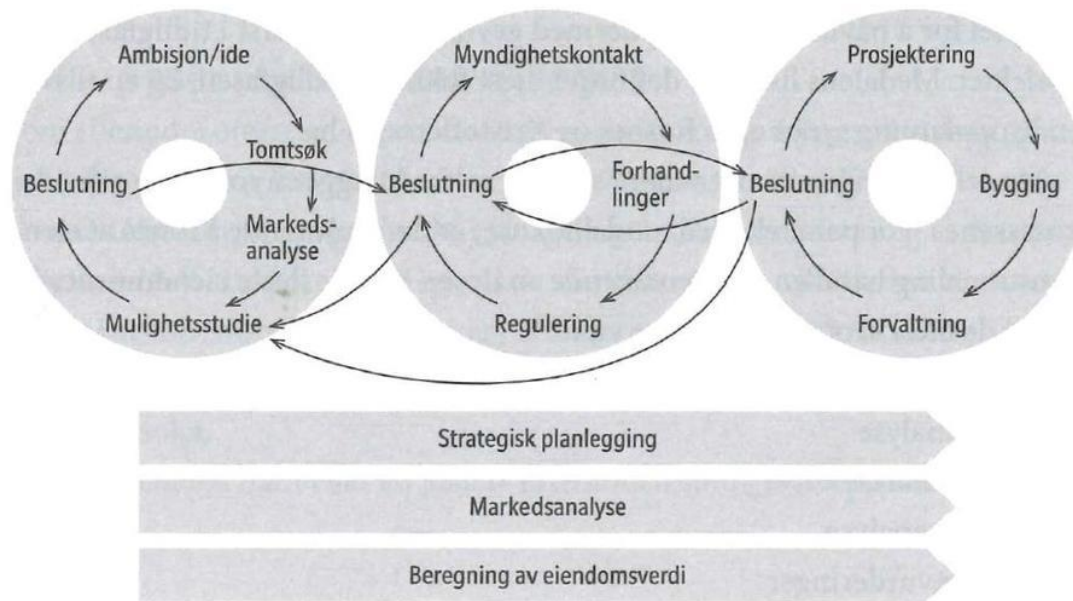 Ambisjon/ide
Tomtsøk
Beslutning
Markeds-
analyse
Mulighetsstudie
Myndighetskontakt
Beslutning
Forhand-
linger
Regulering
Prosjektering
Beslutning
Bygging
Forvaltning
Strategisk planlegging
Markedsanalyse
Beregning av eiendomsverdi